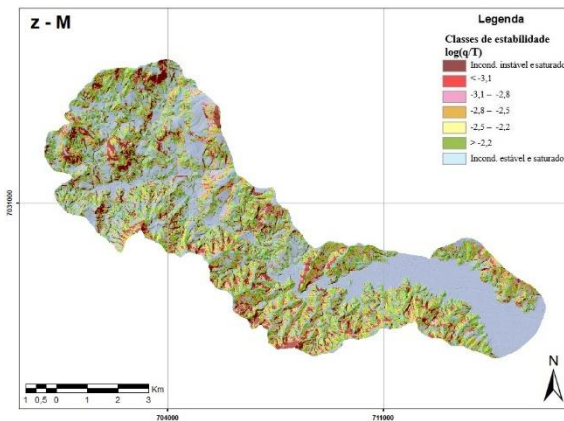 z - M
Legenda
Classes de estabilidade
log(q/T)
Incond. instável e saturado
< -3,1
-3,1 – -2,8
-2,8 – -2,5
-2,5 – -2,2
> -2,2
Incond. estável e saturado
7031000
N
Km
1 0,5 0 1 2 3
704000
711000